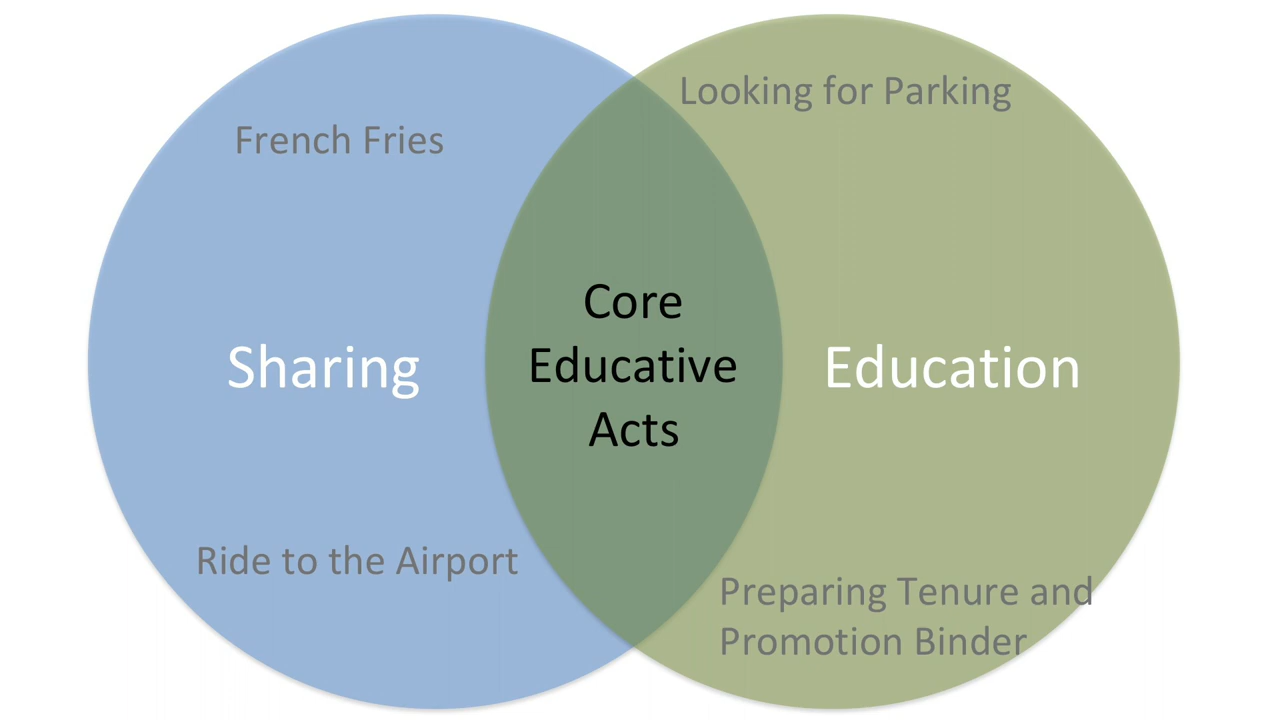 Looking for Parking
French Fries
Core
Educative
Acts
Sharing
Education
Ride to the Airport
Preparing Tenure and
Promotion Binder